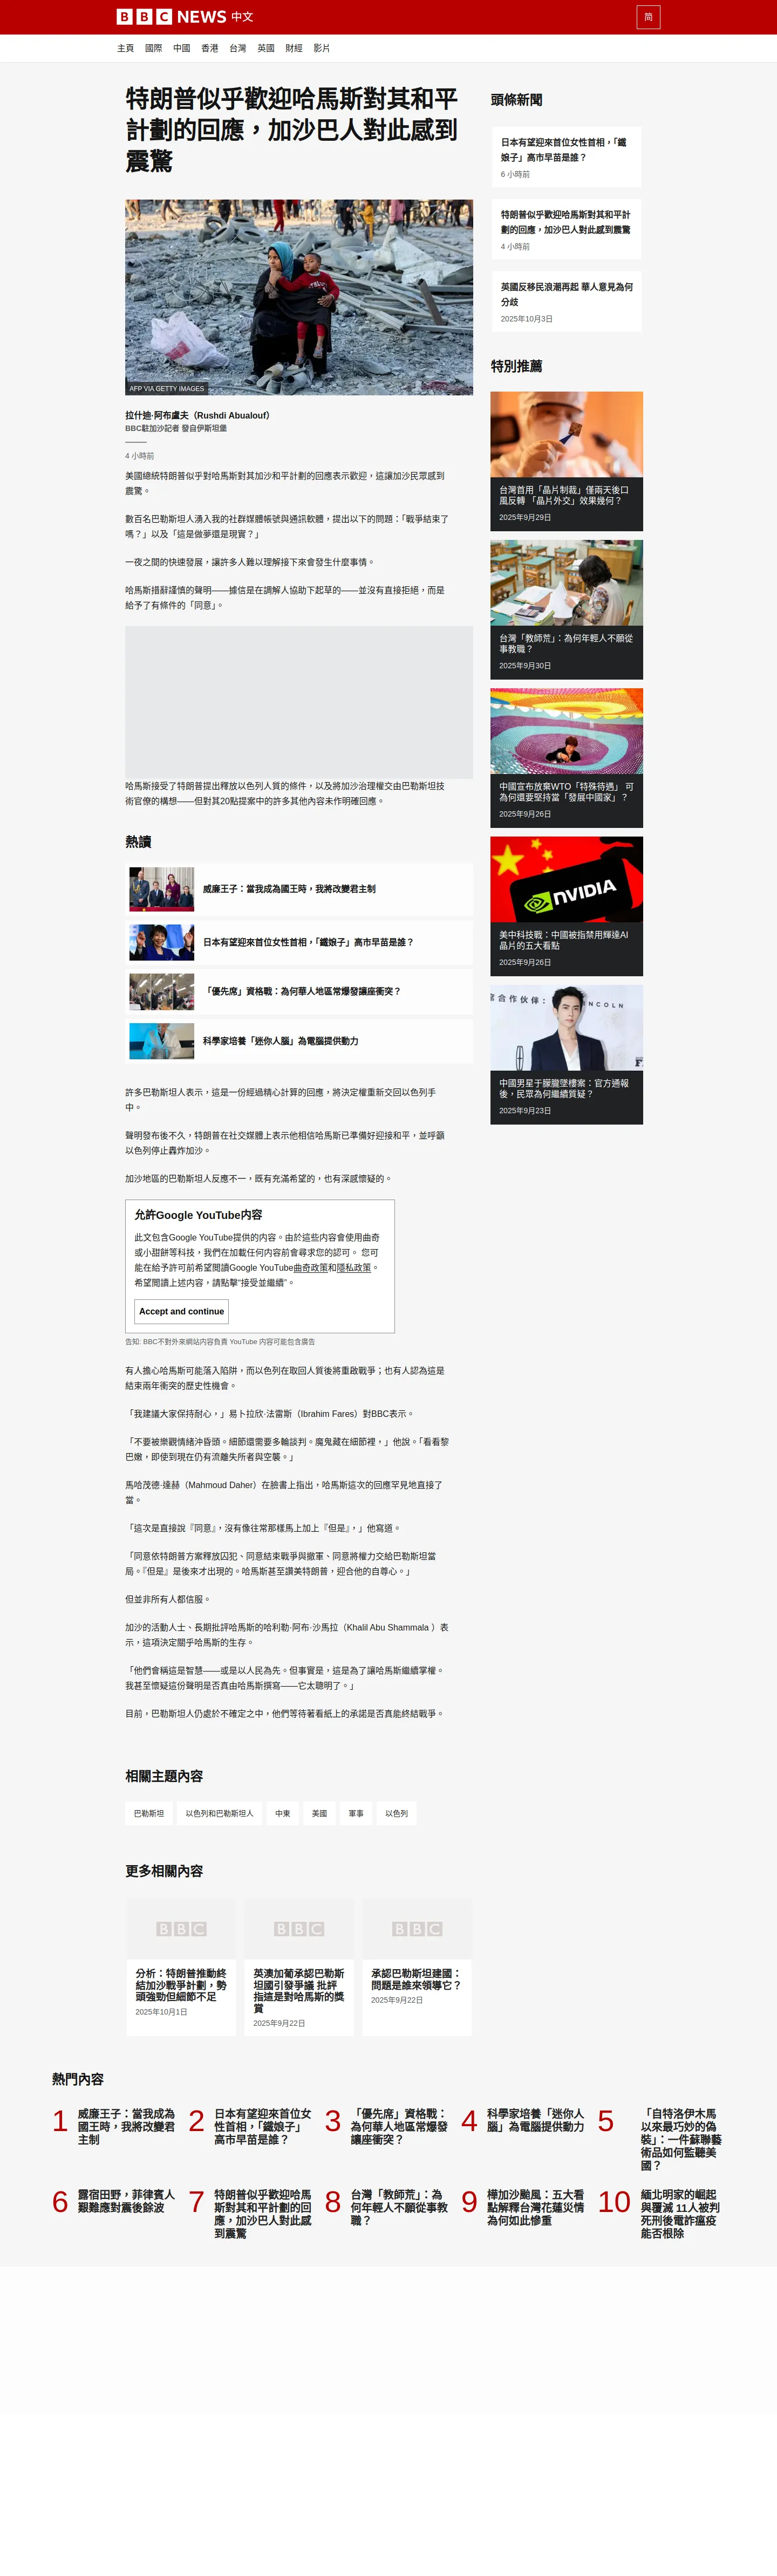 BBC NEWS 中文
简
主頁 國際 中國 香港 台灣 英國 財經 影片
特朗普似乎歡迎哈馬斯對其和平
計劃的回應，加沙巴人對此感到
震驚
AFP VIA GETTY IMAGES
拉什迪·阿布盧夫（Rushdi Abualouf）
BBC駐加沙記者 發自伊斯坦堡
4 小時前
美國總統特朗普似乎對哈馬斯對其加沙和平計劃的回應表示歡迎，這讓加沙民眾感到
震驚。
數百名巴勒斯坦人湧入我的社群媒體帳號與通訊軟體，提出以下的問題：「戰爭結束了
嗎？」以及「這是做夢還是現實？」
一夜之間的快速發展，讓許多人難以理解接下來會發生什麼事情。
哈馬斯措辭謹慎的聲明——據信是在調解人協助下起草的——並沒有直接拒絕，而是
給予了有條件的「同意」。
哈馬斯接受了特朗普提出釋放以色列人質的條件，以及將加沙治理權交由巴勒斯坦技
術官僚的構想——但對其20點提案中的許多其他內容未作明確回應。
熱讀
威廉王子：當我成為國王時，我將改變君主制
日本有望迎來首位女性首相，「鐵娘子」高市早苗是誰？
「優先席」資格戰：為何華人地區常爆發讓座衝突？
科學家培養「迷你人腦」為電腦提供動力
許多巴勒斯坦人表示，這是一份經過精心計算的回應，將決定權重新交回以色列手
中。
聲明發布後不久，特朗普在社交媒體上表示他相信哈馬斯已準備好迎接和平，並呼籲
以色列停止轟炸加沙。
加沙地區的巴勒斯坦人反應不一，既有充滿希望的，也有深感懷疑的。
允許Google YouTube内容
此文包含Google YouTube提供的内容。由於這些内容會使用曲奇
或小甜餅等科技，我們在加載任何内容前會尋求您的認可。 您可
能在給予許可前希望閱讀Google YouTube曲奇政策和隱私政策。
希望閱讀上述内容，請點擊“接受並繼續”。
Accept and continue
告知: BBC不對外來網站内容負責 YouTube 内容可能包含廣告
有人擔心哈馬斯可能落入陷阱，而以色列在取回人質後將重啟戰爭；也有人認為這是
結束兩年衝突的歷史性機會。
「我建議大家保持耐心，」易卜拉欣·法雷斯（Ibrahim Fares）對BBC表示。
「不要被樂觀情緒沖昏頭。細節還需要多輪談判。魔鬼藏在細節裡，」他說。「看看黎
巴嫩，即使到現在仍有流離失所者與空襲。」
馬哈茂德·達赫（Mahmoud Daher）在臉書上指出，哈馬斯這次的回應罕見地直接了
當。
「這次是直接說『同意』，沒有像往常那樣馬上加上『但是』，」他寫道。
「同意依特朗普方案釋放囚犯、同意結束戰爭與撤軍、同意將權力交給巴勒斯坦當
局。『但是』是後來才出現的。哈馬斯甚至讚美特朗普，迎合他的自尊心。」
但並非所有人都信服。
加沙的活動人士、長期批評哈馬斯的哈利勒·阿布·沙馬拉（Khalil Abu Shammala ）表
示，這項決定關乎哈馬斯的生存。
「他們會稱這是智慧——或是以人民為先。但事實是，這是為了讓哈馬斯繼續掌權。
我甚至懷疑這份聲明是否真由哈馬斯撰寫——它太聰明了。」
目前，巴勒斯坦人仍處於不確定之中，他們等待著看紙上的承諾是否真能終結戰爭。
相關主題內容
巴勒斯坦 以色列和巴勒斯坦人 中東 美國 軍事 以色列
更多相關內容
BBC BBC BBC
分析：特朗普推動終
結加沙戰爭計劃，勢
頭強勁但細節不足
2025年10月1日
英澳加葡承認巴勒斯
坦國引發爭議 批評
指這是對哈馬斯的獎
賞
2025年9月22日
承認巴勒斯坦建國：
問題是誰來領導它？
2025年9月22日
頭條新聞
日本有望迎來首位女性首相，「鐵
娘子」高市早苗是誰？
6 小時前
特朗普似乎歡迎哈馬斯對其和平計
劃的回應，加沙巴人對此感到震驚
4 小時前
英國反移民浪潮再起 華人意見為何
分歧
2025年10月3日
特別推薦
台灣首用「晶片制裁」僅兩天後口
風反轉 「晶片外交」效果幾何？
2025年9月29日
台灣「教師荒」：為何年輕人不願從
事教職？
2025年9月30日
中國宣布放棄WTO「特殊待遇」 可
為何還要堅持當「發展中國家」？
2025年9月26日
NVIDIA
美中科技戰：中國被指禁用輝達AI
晶片的五大看點
2025年9月26日
合作伙伴：
LINCOLN
中國男星于朦朧墜樓案：官方通報
後，民眾為何繼續質疑？
2025年9月23日
熱門內容
1 威廉王子：當我成為
國王時，我將改變君
主制
2 日本有望迎來首位女
性首相，「鐵娘子」
高市早苗是誰？
3 「優先席」資格戰：
為何華人地區常爆發
讓座衝突？
4 科學家培養「迷你人
腦」為電腦提供動力
5 「自特洛伊木馬
以來最巧妙的偽
裝」：一件蘇聯藝
術品如何監聽美
國？
6 露宿田野，菲律賓人
艱難應對震後餘波
7 特朗普似乎歡迎哈馬
斯對其和平計劃的回
應，加沙巴人對此感
到震驚
8 台灣「教師荒」：為
何年輕人不願從事教
職？
9 樺加沙颱風：五大看
點解釋台灣花蓮災情
為何如此慘重
10 緬北明家的崛起
與覆滅 11人被判
死刑後電詐瘟疫
能否根除